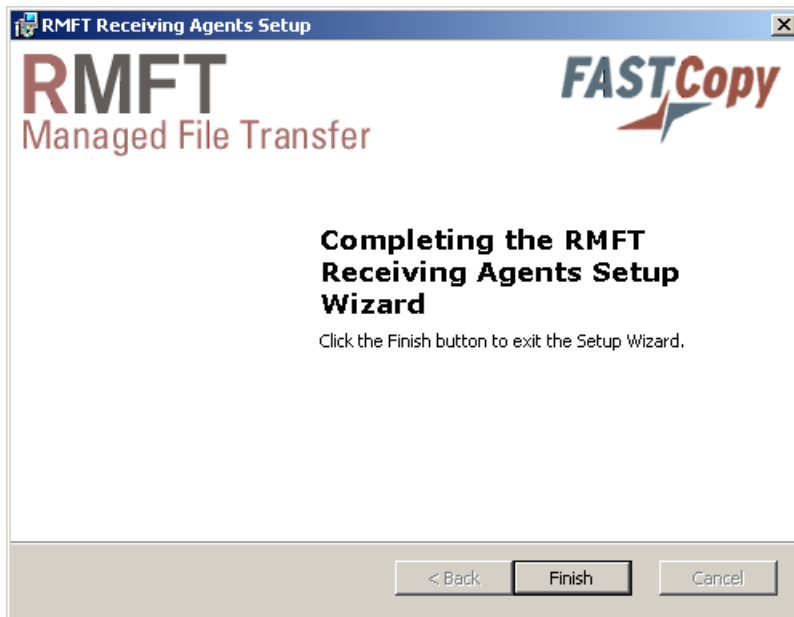 RMFT Receiving Agents Setup
RMFT
Managed File Transfer
FASTCopy
Completing the RMFT
Receiving Agents Setup
Wizard
Click the Finish button to exit the Setup Wizard.
< Back
Finish
Cancel